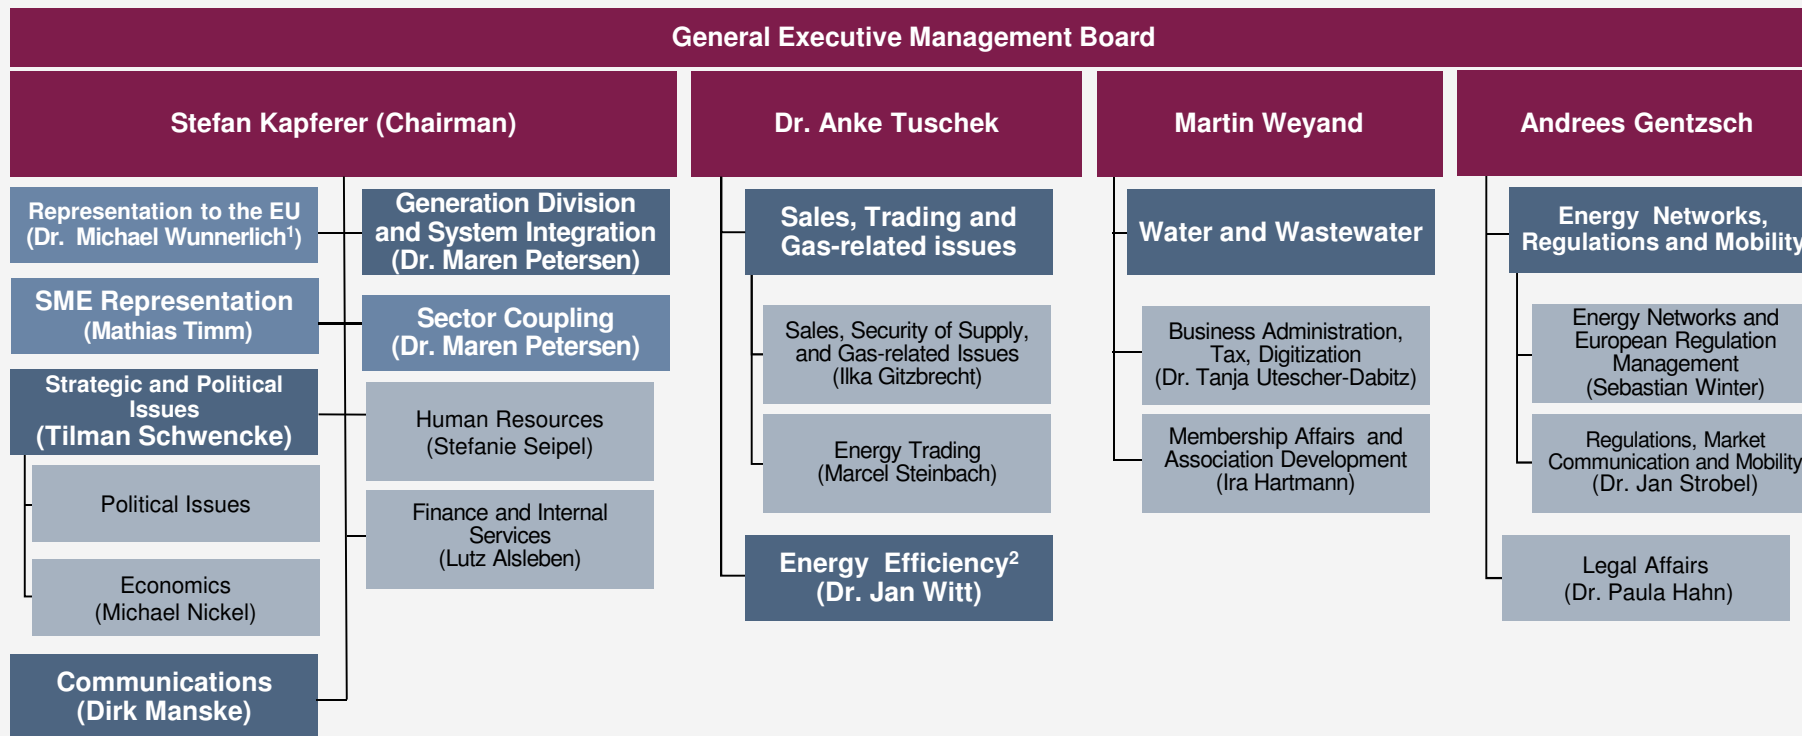 General Executive Management Board
Stefan Kapferer (Chairman)
Dr. Anke Tuschek
Martin Weyand
Andrees Gentzsch
Representation to the EU
(Dr. Michael Wunnerlich¹)
SME Representation
(Mathias Timm)
Strategic and Political
Issues
(Tilman Schwencke)
Political Issues
Economics
(Michael Nickel)
Communications
(Dirk Manske)
Generation Division
and System Integration
(Dr. Maren Petersen)
Sector Coupling
(Dr. Maren Petersen)
Human Resources
(Stefanie Seipel)
Finance and Internal
Services
(Lutz Alsleben)
Sales, Trading and
Gas-related issues
Sales, Security of Supply,
and Gas-related Issues
(Ilka Gitzbrecht)
Energy Trading
(Marcel Steinbach)
Energy Efficiency²
(Dr. Jan Witt)
Water and Wastewater
Business Administration,
Tax, Digitization
(Dr. Tanja Utescher-Dabitz)
Membership Affairs and
Association Development
(Ira Hartmann)
Energy Networks,
Regulations and Mobility
Energy Networks and
European Regulation
Management
(Sebastian Winter)
Regulations, Market
Communication and Mobility
(Dr. Jan Strobel)
Legal Affairs
(Dr. Paula Hahn)